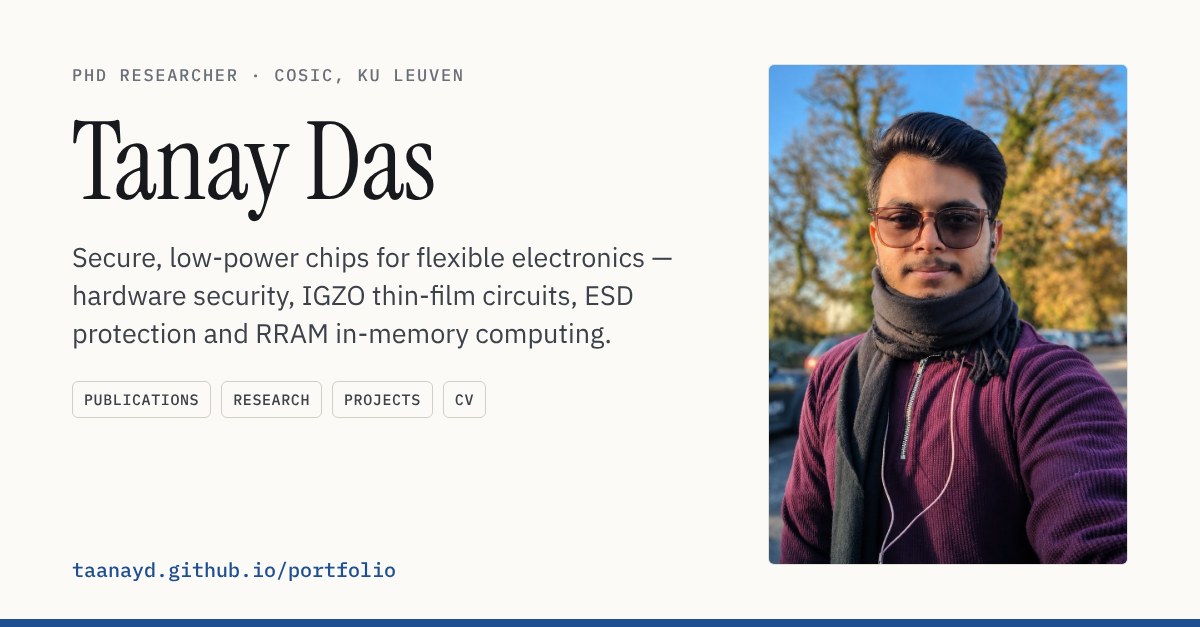 PHD RESEARCHER · COSIC, KU LEUVEN
Tanay Das
Secure, low-power chips for flexible electronics —
hardware security, IGZO thin-film circuits, ESD
protection and RRAM in-memory computing.
PUBLICATIONS RESEARCH PROJECTS CV
taanayd.github.io/portfolio